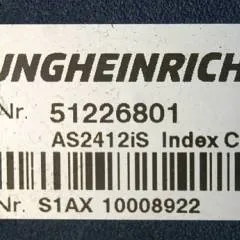 UNGHEINRICH
Nr. 51226801
AS2412iS Index C
Nr. S1AX 10008922